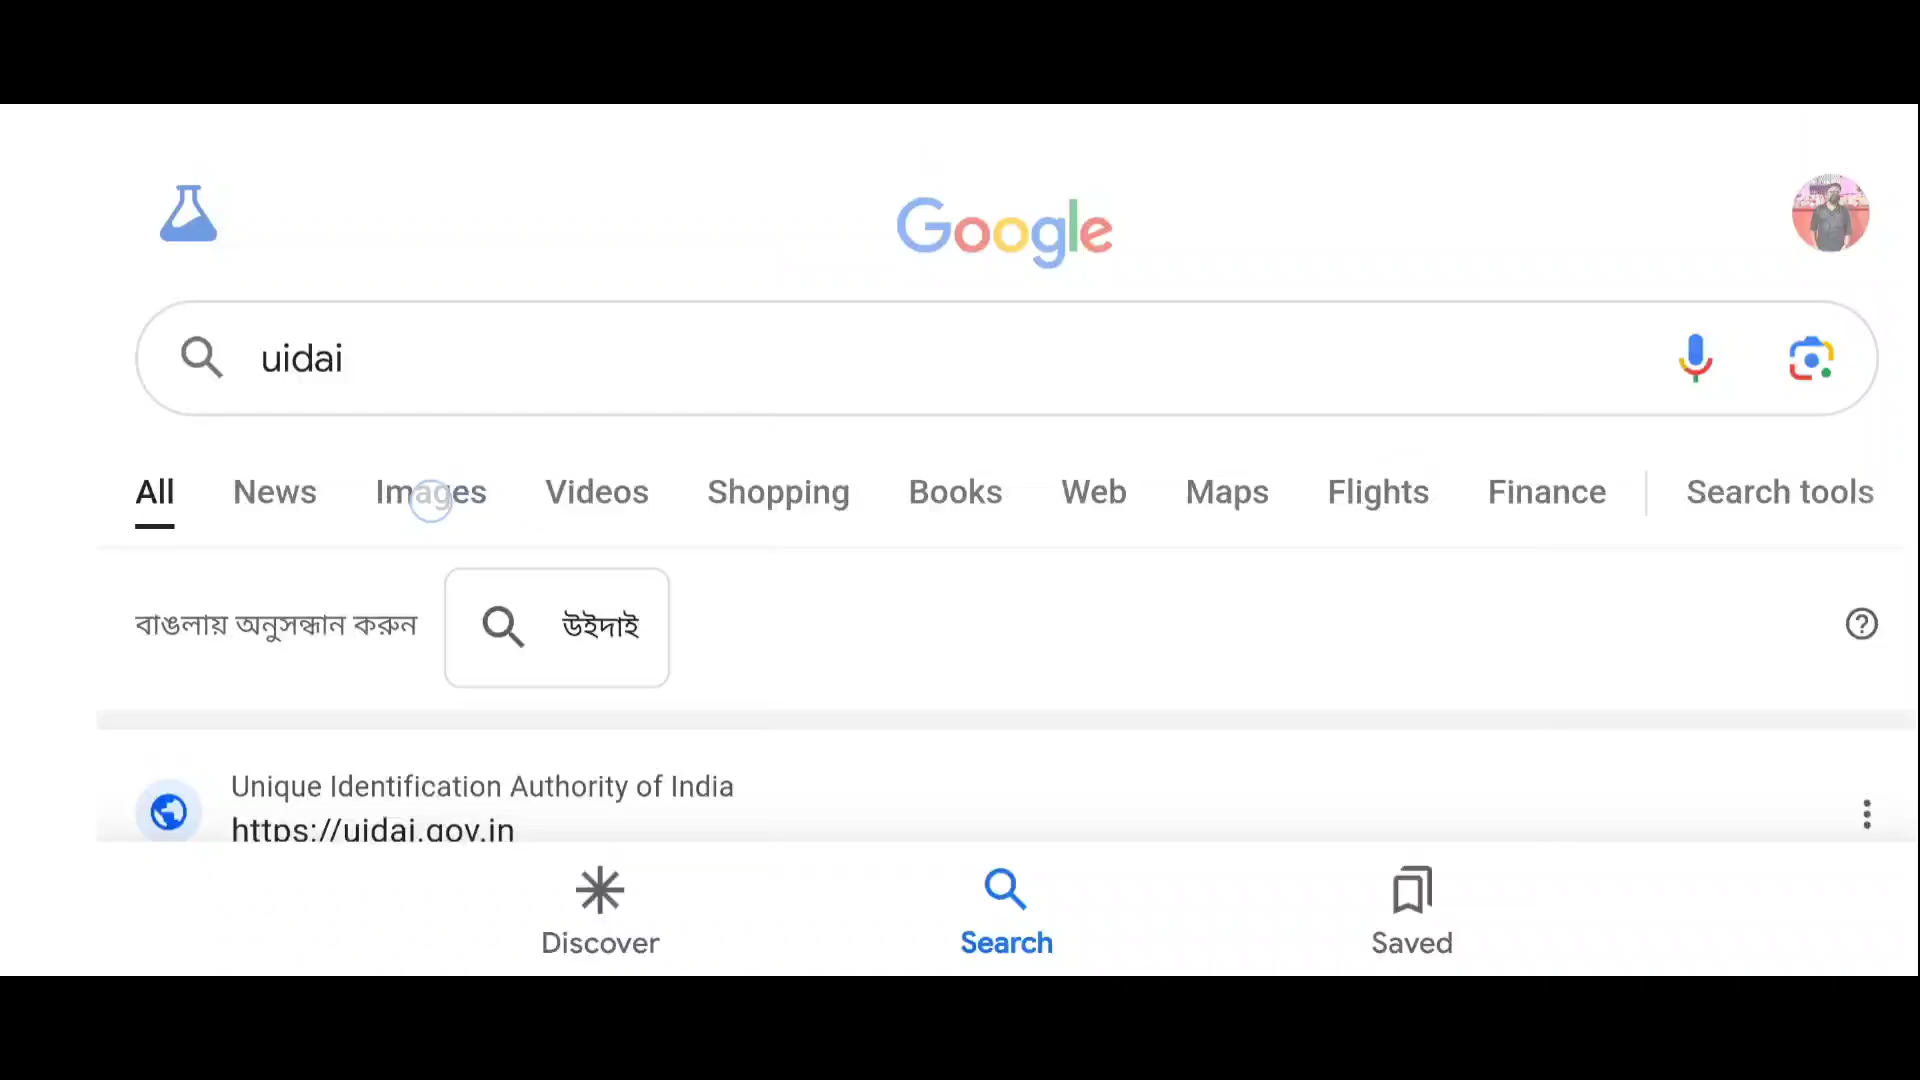 Google
uidai
All News Images Videos Shopping Books Web Maps Flights Finance Search tools
বাঙলায় অনুসন্ধান করুন উইদাই
Unique Identification Authority of India
https://uidai.gov.in
Discover Search Saved